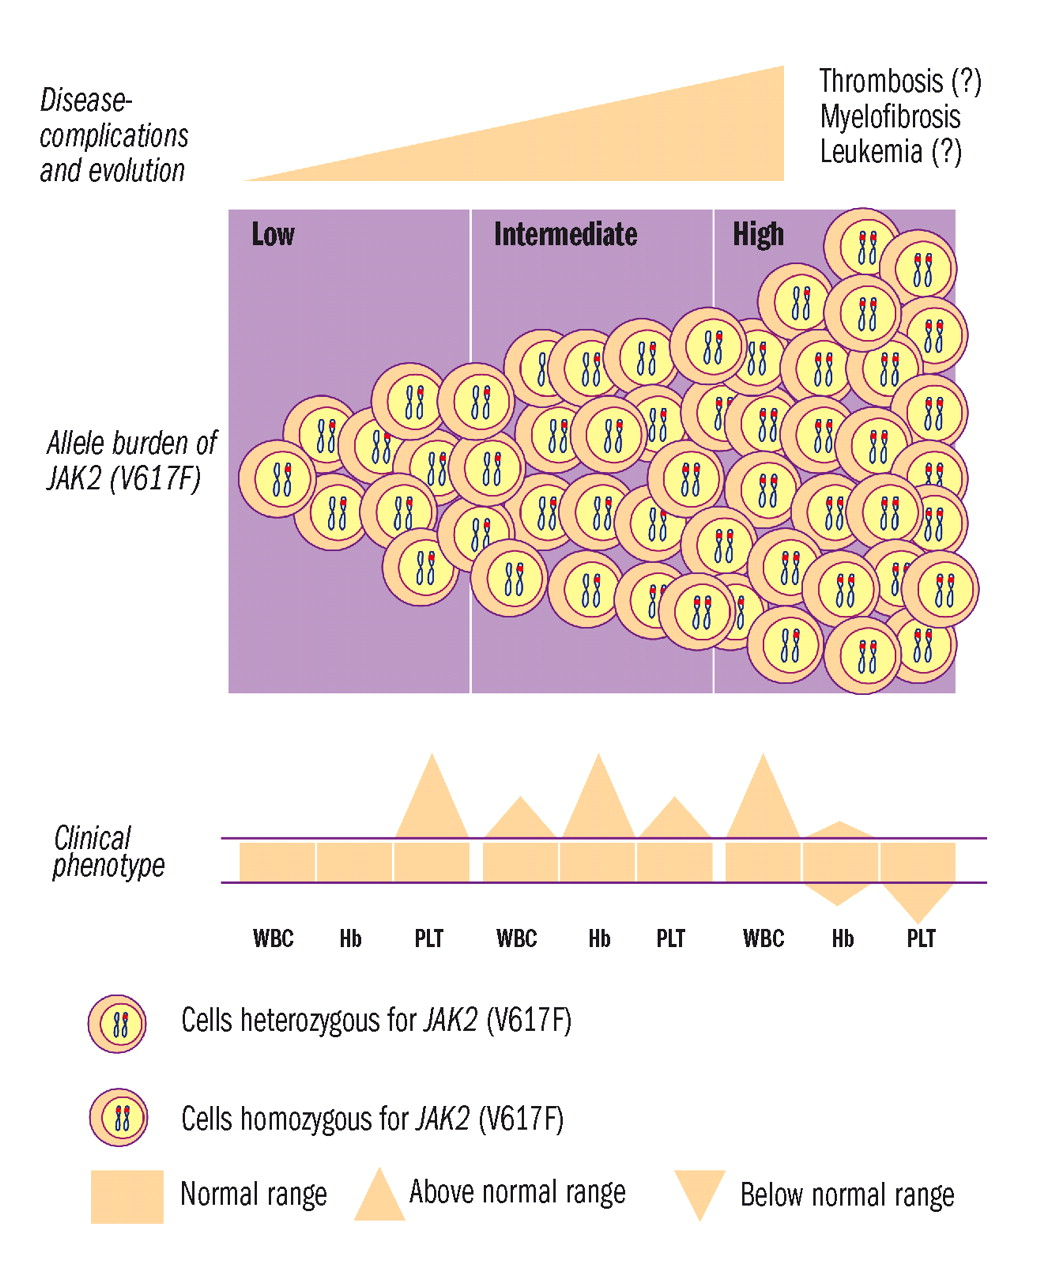 Disease-
complications
and evolution
Thrombosis (?)
Myelofibrosis
Leukemia (?)
Low
Intermediate
High
Allele burden of
JAK2 (V617F)
Clinical
phenotype
WBC Hb PLT WBC Hb PLT WBC Hb PLT
Cells heterozygous for JAK2 (V617F)
Cells homozygous for JAK2 (V617F)
Normal range
Above normal range
Below normal range